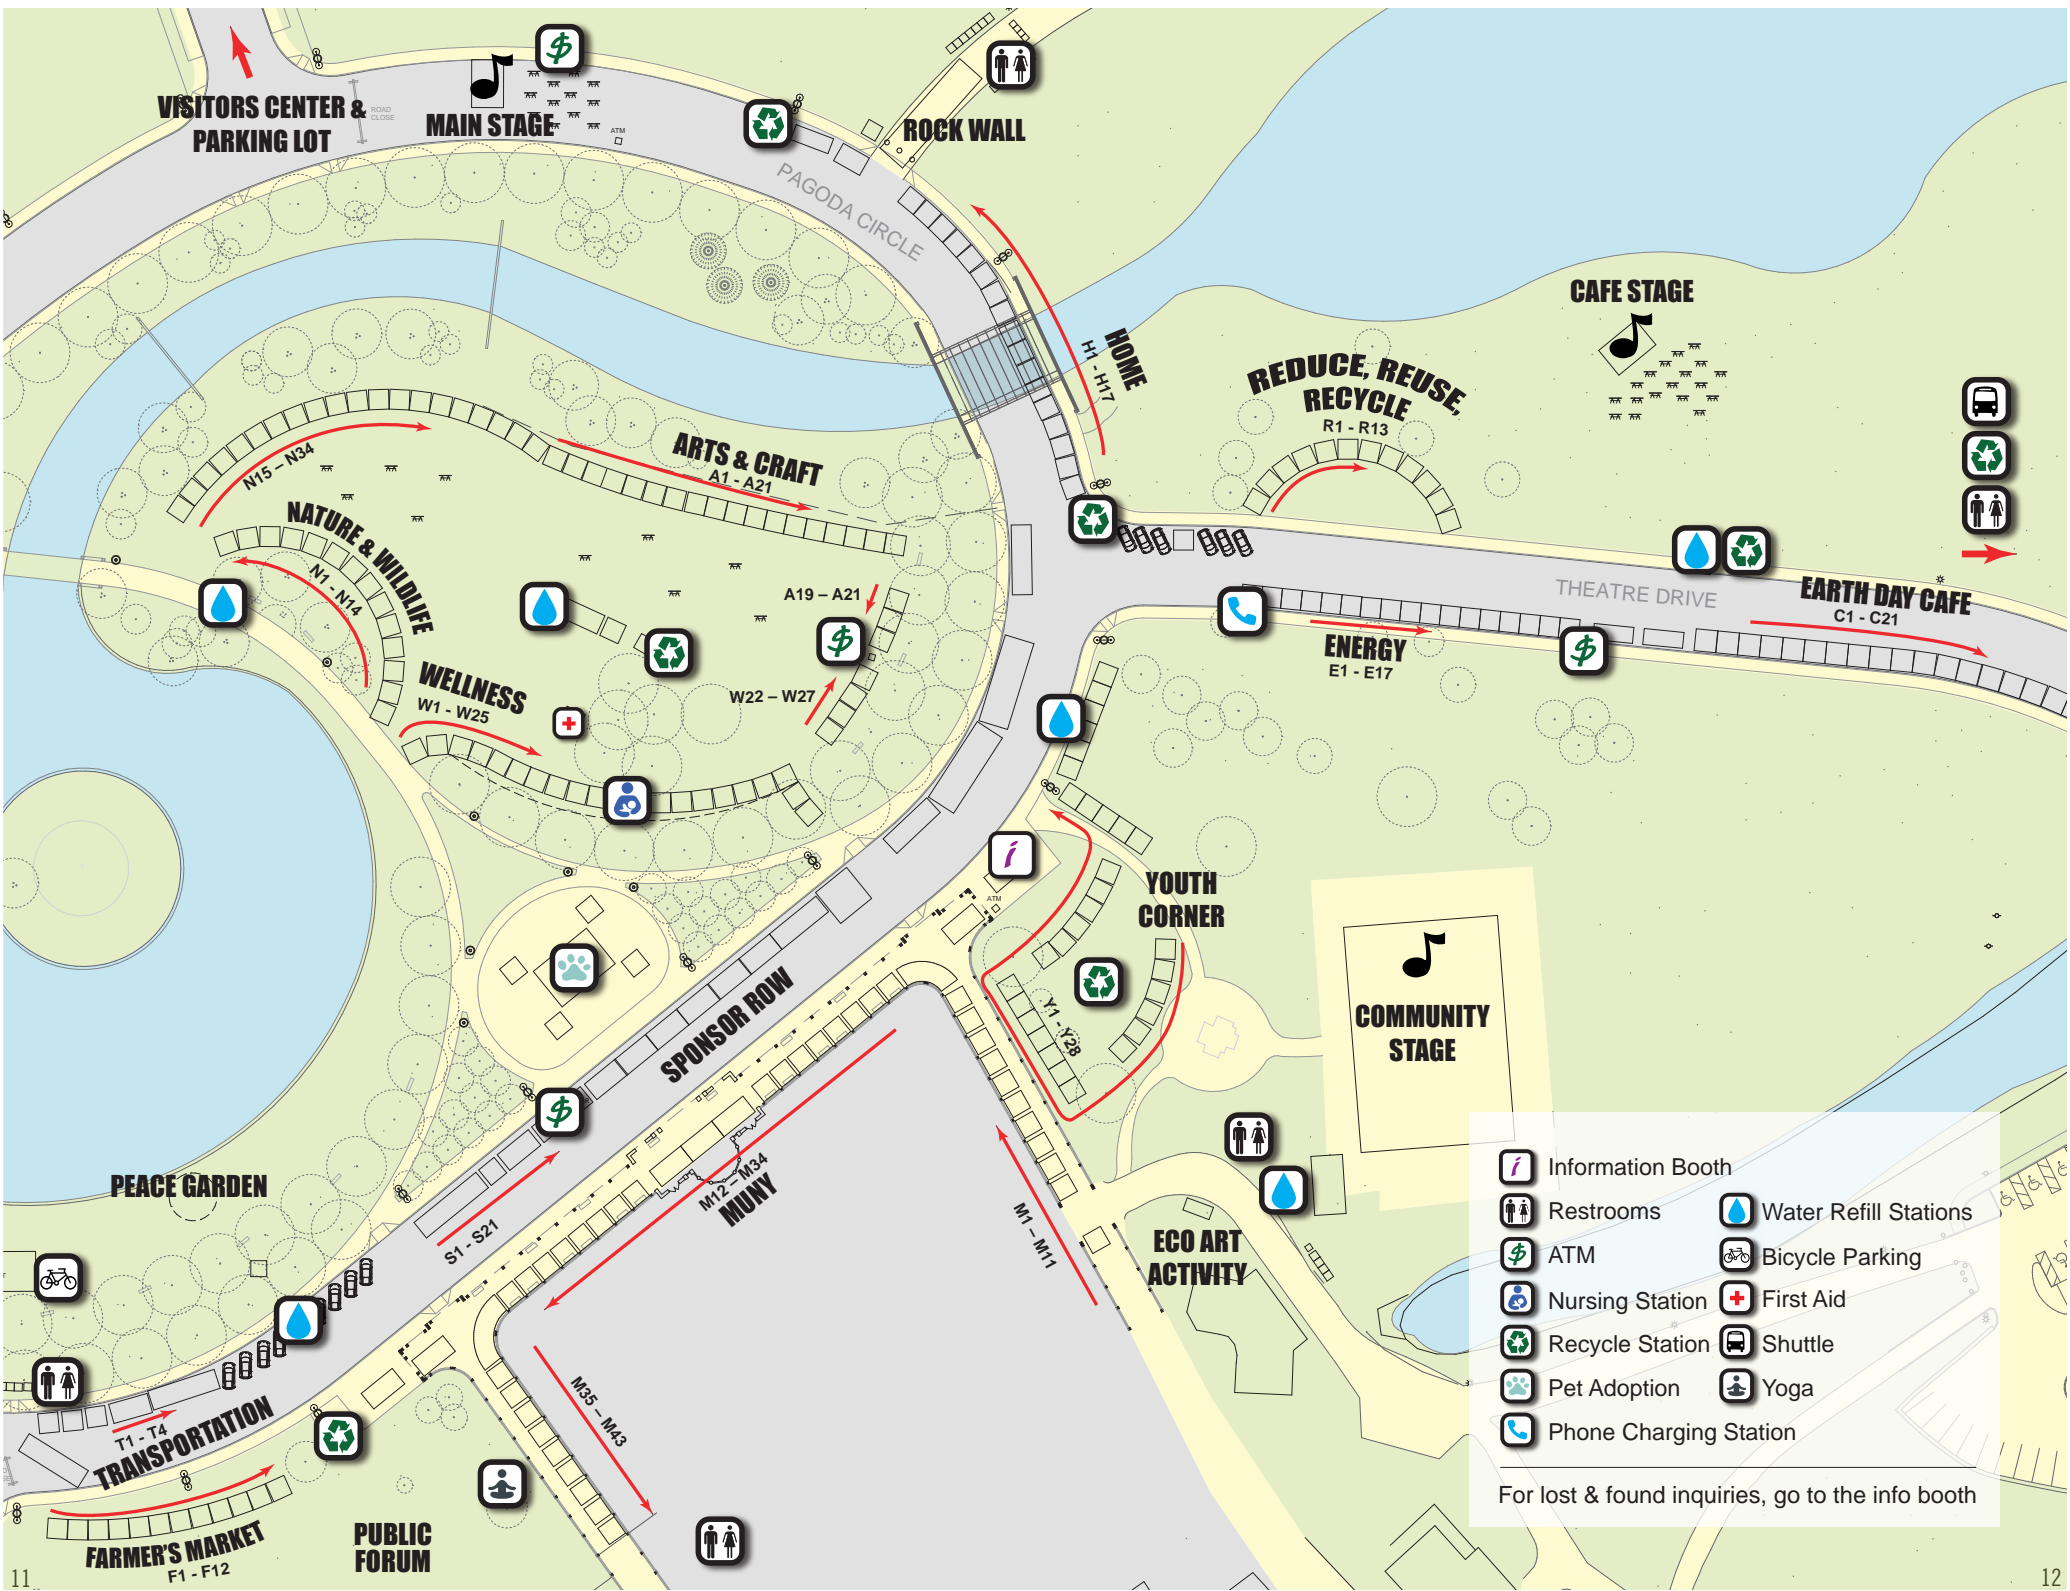 VISITORS CENTER &
PARKING LOT
ROAD
CLOSE
MAIN STAGE
ATM
ROCK WALL
PAGODA CIRCLE
CAFE STAGE
HOME
H1 - H17
REDUCE, REUSE,
RECYCLE
R1 - R13
ARTS & CRAFT
A1 - A21
N15 – N34
NATURE & WILDLIFE
N1 - N14
A19 – A21
THEATRE DRIVE
EARTH DAY CAFE
C1 - C21
ENERGY
E1 - E17
WELLNESS
W1 - W25
W22 – W27
i
ATM
YOUTH
CORNER
Y1 - Y28
SPONSOR ROW
COMMUNITY
STAGE
PEACE GARDEN
M12 – M34
MUNY
S1 - S21
M1 – M11
ECO ART
ACTIVITY
M35 – M43
T1 - T4
TRANSPORTATION
FARMER'S MARKET
F1 - F12
PUBLIC
FORUM
i Information Booth
Restrooms
Water Refill Stations
ATM
Bicycle Parking
Nursing Station
First Aid
Recycle Station
Shuttle
Pet Adoption
Yoga
Phone Charging Station
For lost & found inquiries, go to the info booth
11
12